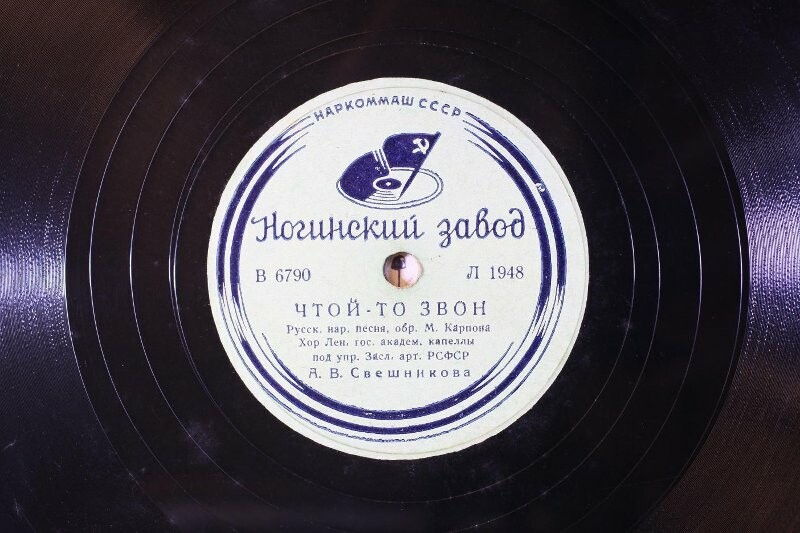 НАРКОММАШ СССР
Ногинский завод
В 6790 Л 1948
ЧТОЙ-ТО ЗВОН
Русск. нар. песня, обр. М. Карпова
Хор Лен. гос. академ. капеллы
под упр. Засл. арт. РСФСР
А. В. Свешникова